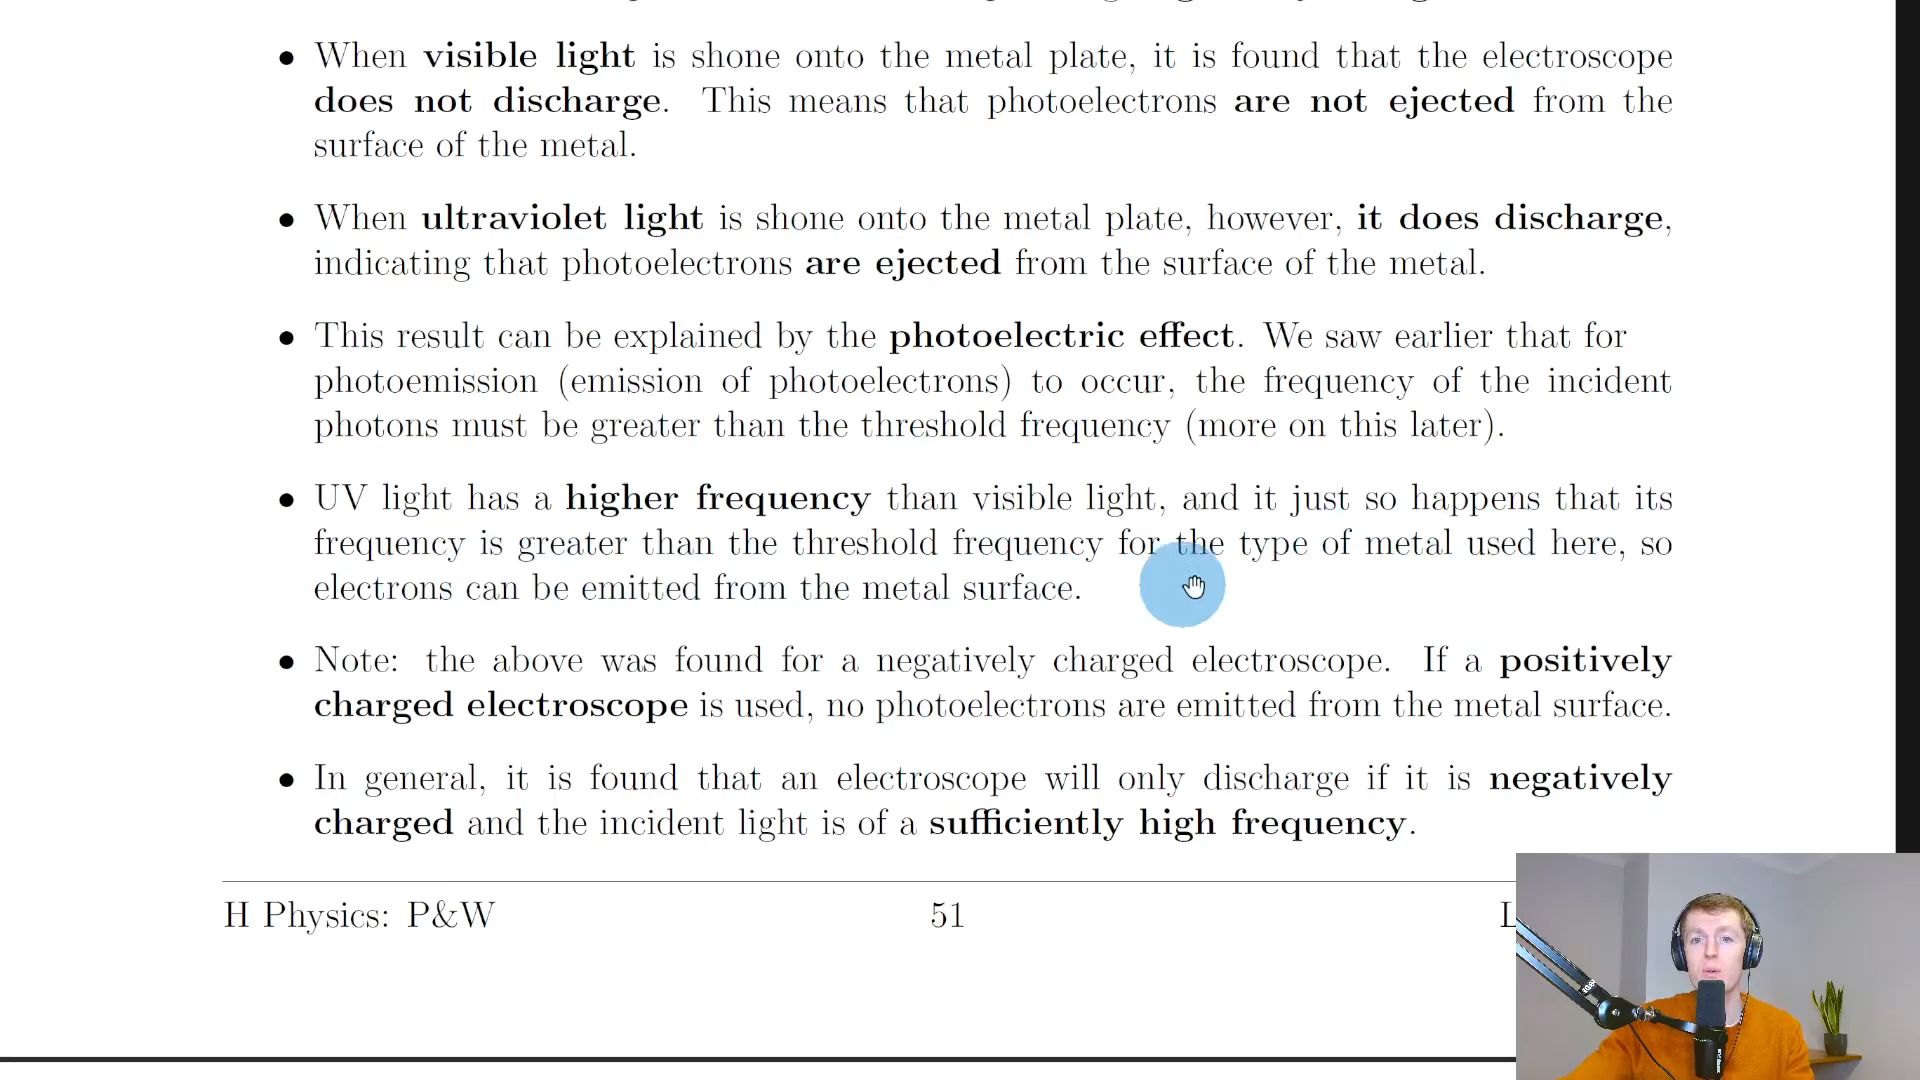 • When visible light is shone onto the metal plate, it is found that the electroscope
does not discharge. This means that photoelectrons are not ejected from the
surface of the metal.
• When ultraviolet light is shone onto the metal plate, however, it does discharge,
indicating that photoelectrons are ejected from the surface of the metal.
• This result can be explained by the photoelectric effect. We saw earlier that for
photoemission (emission of photoelectrons) to occur, the frequency of the incident
photons must be greater than the threshold frequency (more on this later).
• UV light has a higher frequency than visible light, and it just so happens that its
frequency is greater than the threshold frequency for the type of metal used here, so
electrons can be emitted from the metal surface.
• Note: the above was found for a negatively charged electroscope. If a positively
charged electroscope is used, no photoelectrons are emitted from the metal surface.
• In general, it is found that an electroscope will only discharge if it is negatively
charged and the incident light is of a sufficiently high frequency.
H Physics: P&W 51